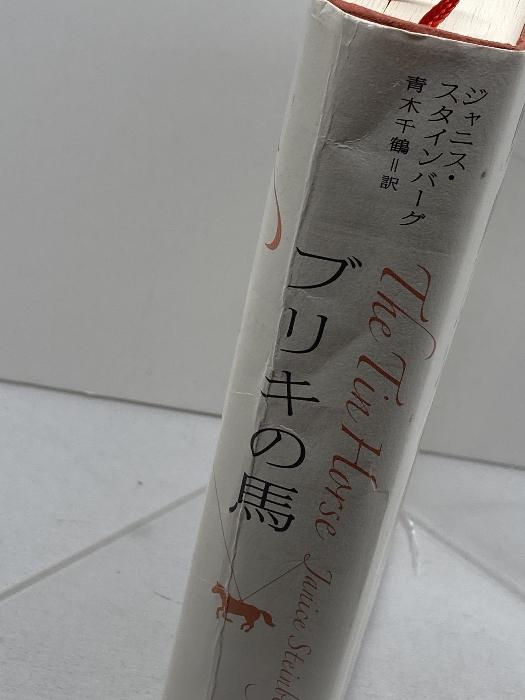 ジャニス・
スタインバーグ
青木千鶴=訳
The Tin Horse
ブリキの馬
Janice